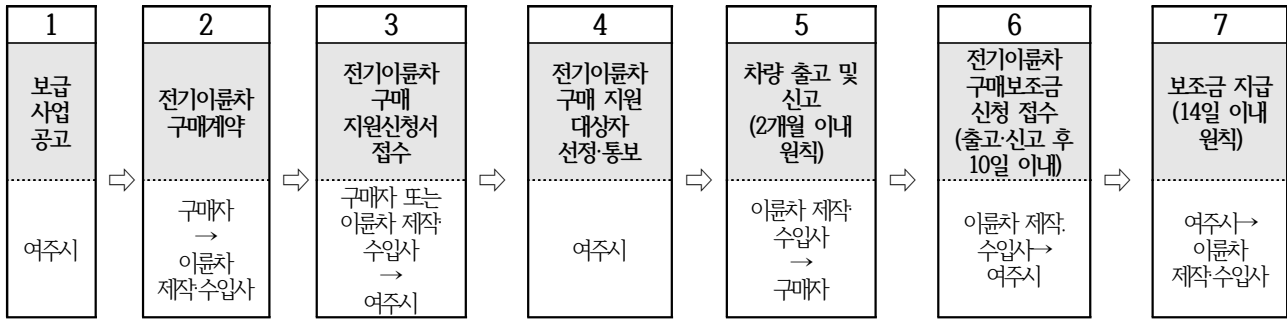 1
보급
사업
공고
여주시
⇨
2
전기이륜차
구매계약
구매자
→
이륜차
제작·수입사
⇨
3
전기이륜차
구매
지원신청서
접수
구매자 또는
이륜차 제작·
수입사
→
여주시
⇨
4
전기이륜차
구매 지원
대상자
선정·통보
여주시
⇨
5
차량 출고 및
신고
(2개월 이내
원칙)
이륜차 제작·
수입사
→
구매자
⇨
6
전기이륜차
구매보조금
신청 접수
(출고·신고 후
10일 이내)
이륜차 제작·
수입사→
여주시
⇨
7
보조금 지급
(14일 이내
원칙)
여주시→
이륜차
제작·수입사